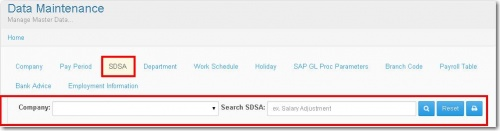 Data Maintenance
Manage Master Data...
Home
Company Pay Period SDSA Department Work Schedule Holiday SAP GL Proc Parameters Branch Code Payroll Table
Bank Advice Employment Information
Company: Search SDSA: ex. Salary Adjustment Reset